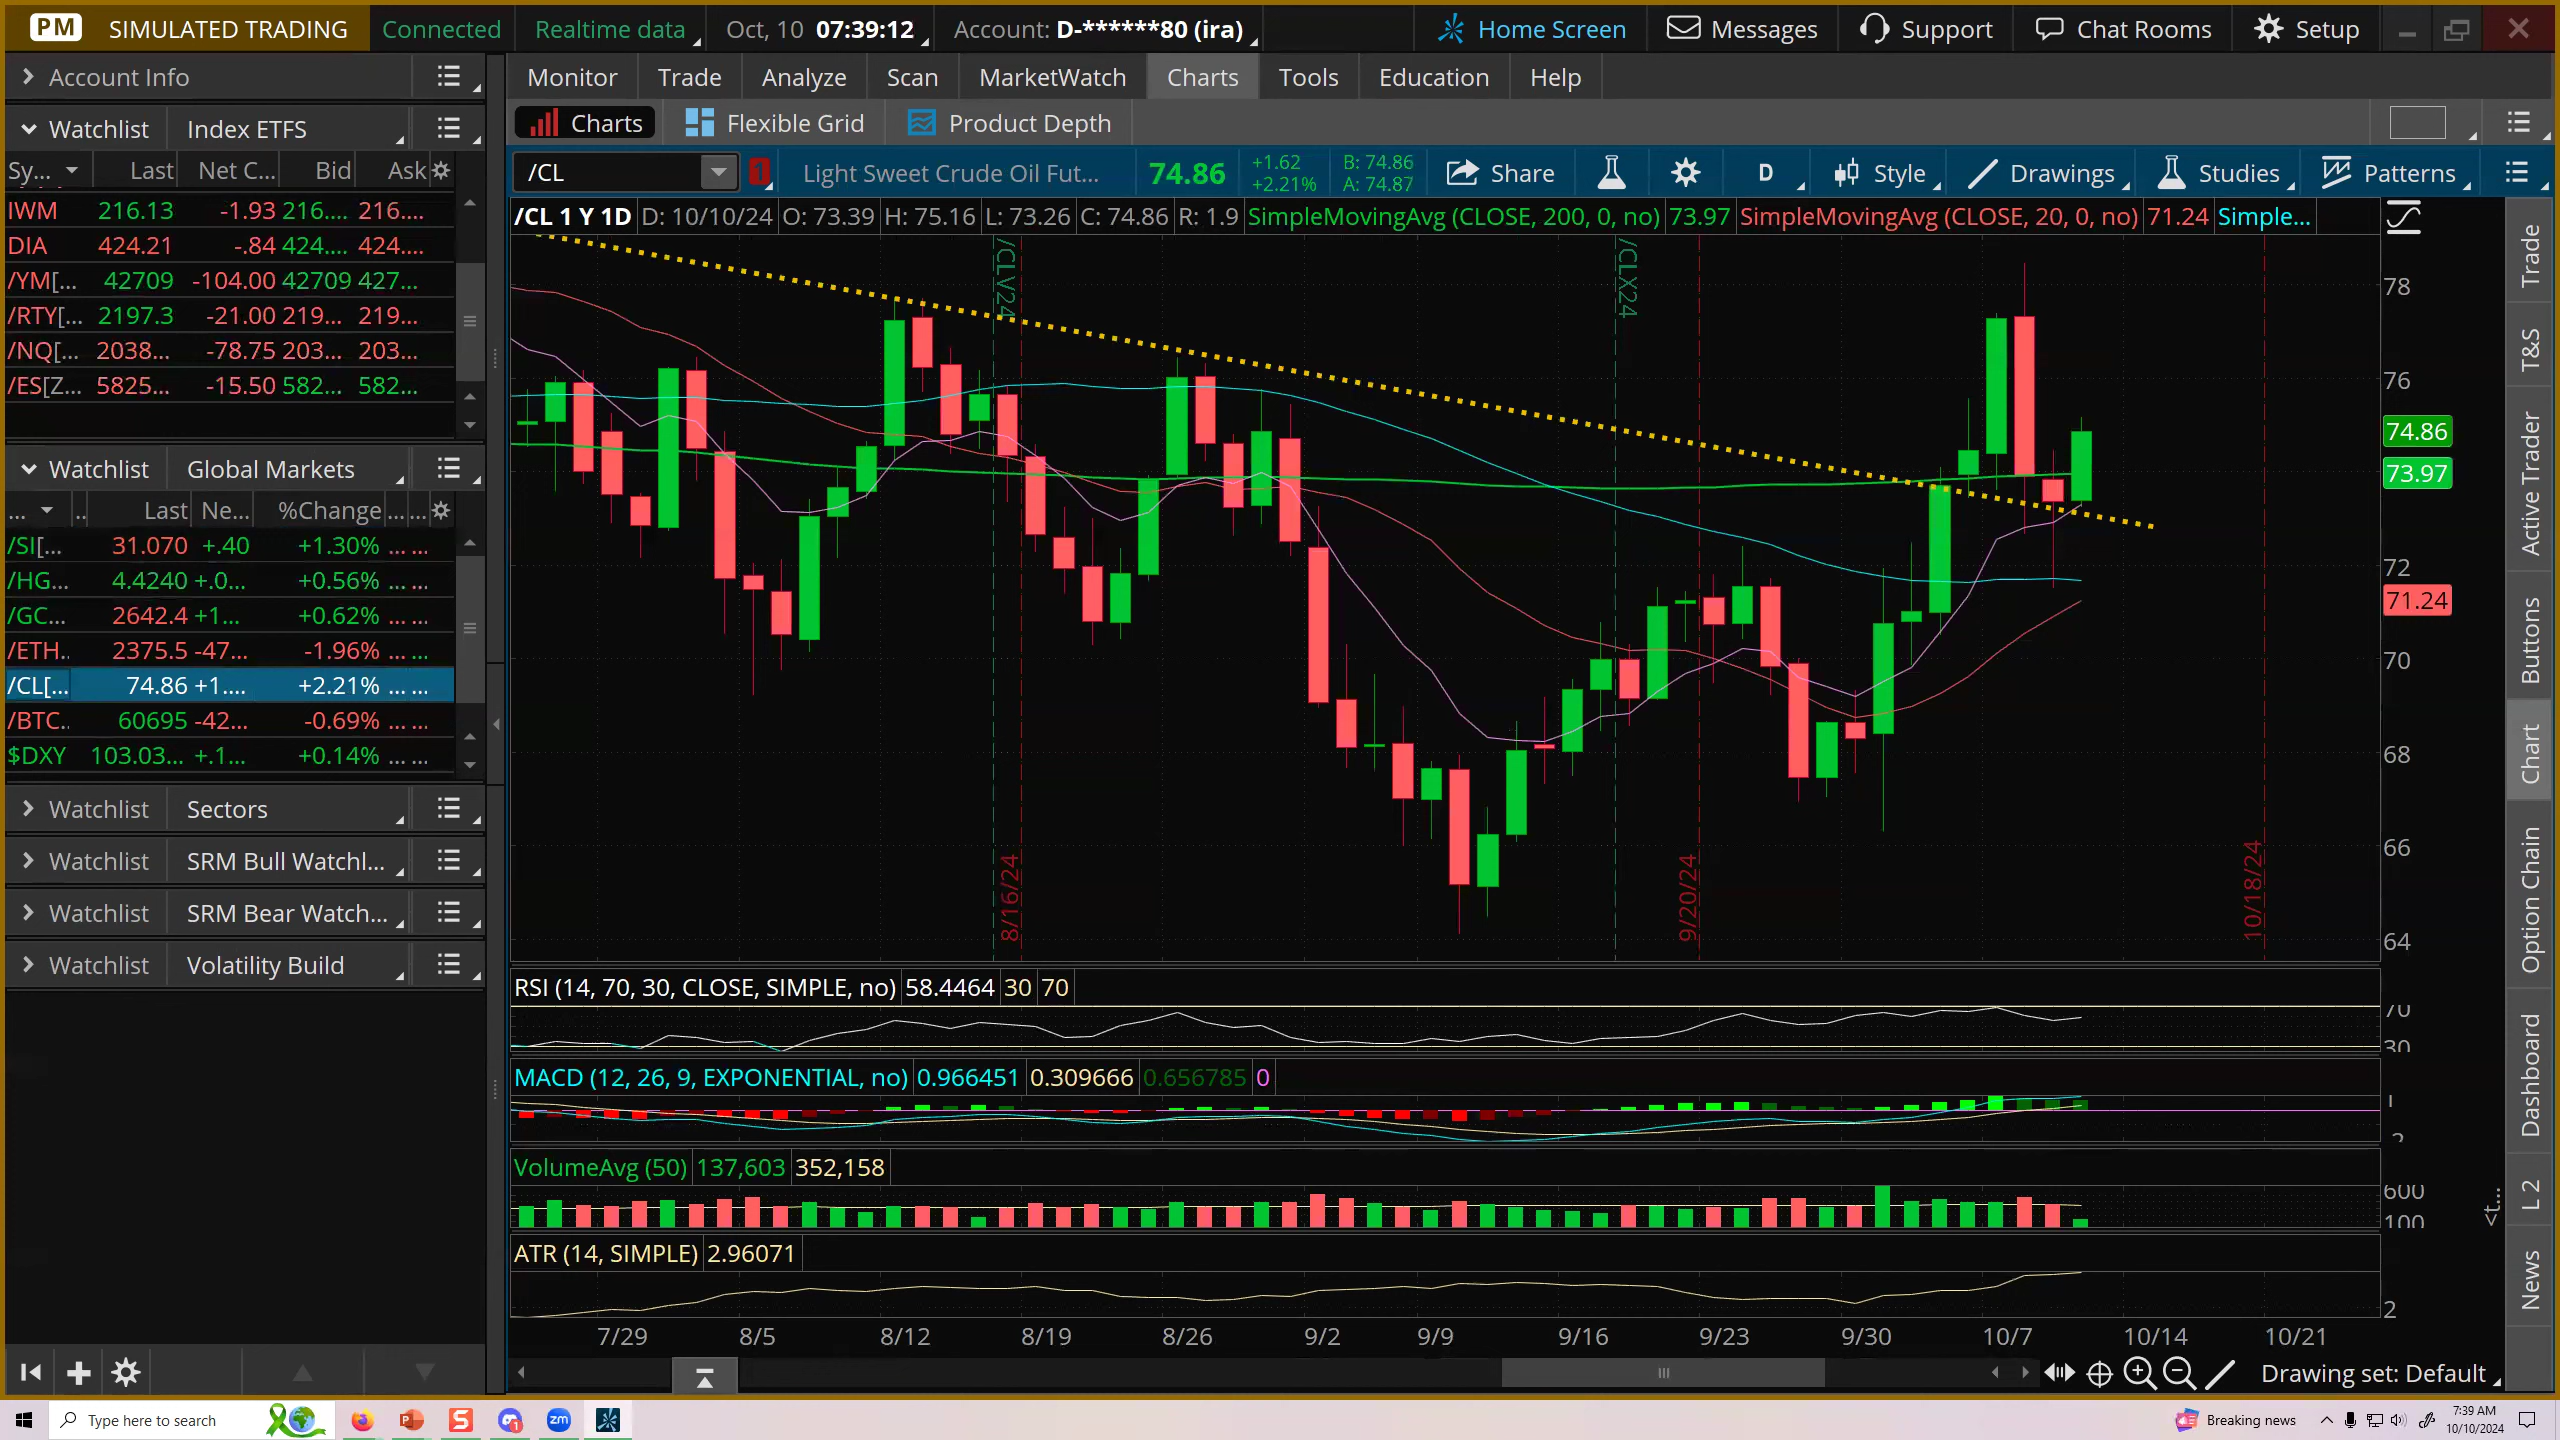 PM SIMULATED TRADING Connected Realtime data Oct, 10 07:39:12 Account: D-******80 (ira) Home Screen Messages Support Chat Rooms Setup
Account Info
Monitor Trade Analyze Scan MarketWatch Charts Tools Education Help
Watchlist Index ETFS
Charts Flexible Grid Product Depth
Sy... Last Net C... Bid Ask
/CL 1 Light Sweet Crude Oil Fut... 74.86 +1.62 +2.21% B: 74.86 A: 74.87 Share D Style Drawings Studies Patterns
IWM 216.13 -1.93 216.... 216....
DIA 424.21 -.84 424.... 424....
/YM[... 42709 -104.00 42709 427...
/RTY[... 2197.3 -21.00 219... 219...
/NQ[... 2038... -78.75 203... 203...
/ES[Z... 5825... -15.50 582... 582...
/CL 1 Y 1D D: 10/10/24 O: 73.39 H: 75.16 L: 73.26 C: 74.86 R: 1.9 SimpleMovingAvg (CLOSE, 200, 0, no) 73.97 SimpleMovingAvg (CLOSE, 20, 0, no) 71.24 Simple...
Watchlist Global Markets
... .. Last Ne... %Change ... ...
/SI[... 31.070 +.40 +1.30% ... ...
/HG... 4.4240 +.0... +0.56% ... ...
/GC... 2642.4 +1... +0.62% ... ...
/ETH.. 2375.5 -47... -1.96% ... ...
/CL[... 74.86 +1.... +2.21% ... ...
/BTC.. 60695 -42... -0.69% ... ...
$DXY 103.03... +.1... +0.14% ... ...
Watchlist Sectors
Watchlist SRM Bull Watchl...
Watchlist SRM Bear Watch...
Watchlist Volatility Build
/CLV24
/CLX24
8/16/24
9/20/24
10/18/24
78
76
74.86
73.97
72
71.24
70
68
66
64
RSI (14, 70, 30, CLOSE, SIMPLE, no) 58.4464 30 70
70
30
MACD (12, 26, 9, EXPONENTIAL, no) 0.966451 0.309666 0.656785 0
VolumeAvg (50) 137,603 352,158
600
100
ATR (14, SIMPLE) 2.96071
2
7/29 8/5 8/12 8/19 8/26 9/2 9/9 9/16 9/23 9/30 10/7 10/14 10/21
Drawing set: Default
Trade
T&S
Active Trader
Buttons
Chart
Option Chain
Dashboard
L 2
News
<t...
Type here to search
Breaking news
7:39 AM
10/10/2024